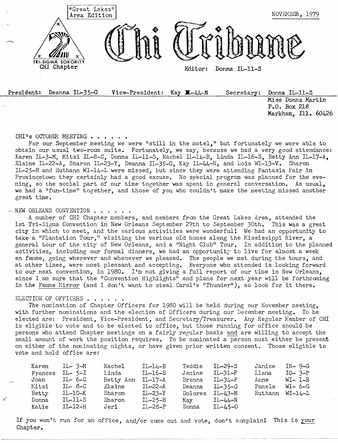 "Great Lakes"
Area Edition
NOVEMBER, 1979
TRI-SIGMA SORORITY
CHI Chapter
Chi Tribune
Editor: Donna IL-11-S
President: Deanna IL-35-G Vice-President: Kay IL-44-N Secretary: Donna IL-11-S
Miss Donna Martin
P.O. Box 218
Markham, Ill. 60426
CHI's OCTOBER MEETING . . . . . .
For our September meeting we were "still in the motel," but fortunately we were able to
obtain our usual two-room suite. Fortunately, we say, because we had a very good attendance:
Karen IL-3-M, Kitzi IL-8-C, Donna IL-11-S, Rachel IL-14-B, Linda IL-16-S, Betty Ann IL-17-A,
Elaine IL-22-A, Sharon IL-23-Y, Deanna IL-35-G, Kay IL-44-N, and Lois WI-13-V. Sharon
IL-25-M and Ruthann WI-14-L were missed, but since they were attending Fantasia Fair in
Provincetown they certainly had a good excuse. No special program was planned for the eve-
ning, so the social part of our time together was spent in general conversation. As usual,
we had a "fun-time" together, and those of you who couldn't make the meeting missed another
great time.
NEW ORLEANS CONVENTION . . . . . .
A number of CHI Chapter members, and members from the Great Lakes Area, attended the
1st Tri-Sigma Convention in New Orleans September 27th to September 30th. This was a great
city in which to meet, and the various activities were wonderful! We had an opportunity to
take a "Plantation Tour," visiting three very old homes along the Mississippi River, a
general tour of the city of New Orleans, and a "Night Club" Tour. In addition to the planned
activities, including our formal dinners, we had an opportunity to live for almost a week
en femme, going wherever and whenever we pleased. The people we met during the tours, and
at other times, were most pleasant and accepting. Everyone who attended is looking forward
to our next convention, in 1980. I'm not giving a full report of our time in New Orleans,
since I am sure that the "Convention Highlights" and plans for next year will be forthcoming
in the Femme Mirror (and I don't want to steal Carol's "Thunder"), so look for it there.
ELECTION OF OFFICERS . . . . . .
The nomination of Chapter Officers for 1980 will be held during our November meeting,
with further nominations and the election of Officers during our December meeting. To be
elected are: President, Vice-President, and Secretary/Treasurer. Any Regular Member of CHI
is eligible to vote and to be elected to office, but those running for office should be
persons who attend Chapter meetings on a fairly regular basis and are willing to accept the
small amount of work the position requires. To be nominated a person must either be present
on either of the nominating nights, or have given prior written consent. Those eligible to
vote and hold office are:
Karen IL- 3-M Rachel IL-14-B Teddie IL-29-S Janice IO- 9-G
Frances IL- 5-I Linda IL-16-S Jenise IL-31-F Ilana IO- 3-P
Joan IL- 6-C Betty Ann IL-17-A Brenna IL-31-F Anne WI- 1-R
Kitzi IL- 8-C Elaine IL-22-A Deanna IL-35-G Pamela WI- 6-G
Betty IL-10-K Sharon IL-23-Y Dolores IL-43-M Ruthann WI-14-L
Donna IL-11-S Sharon IL-25-M Kay IL-44-N
Katie IL-12-H Jeri IL-28-F Donna IL-45-O
If you won't run for an office, and/or come out and vote, don't complain! This is your
Chapter.